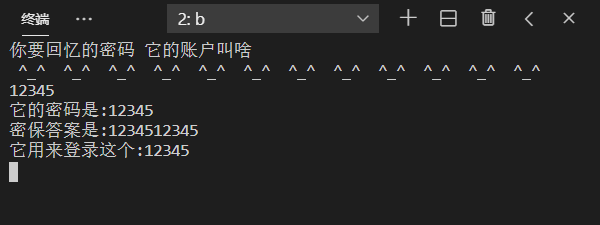 终端 ··· 2: b
你要回忆的密码 它的账户叫啥
^_^ ^_^ ^_^ ^_^ ^_^ ^_^ ^_^ ^_^ ^_^ ^_^ ^_^ ^_^
12345
它的密码是:12345
密保答案是:1234512345
它用来登录这个:12345